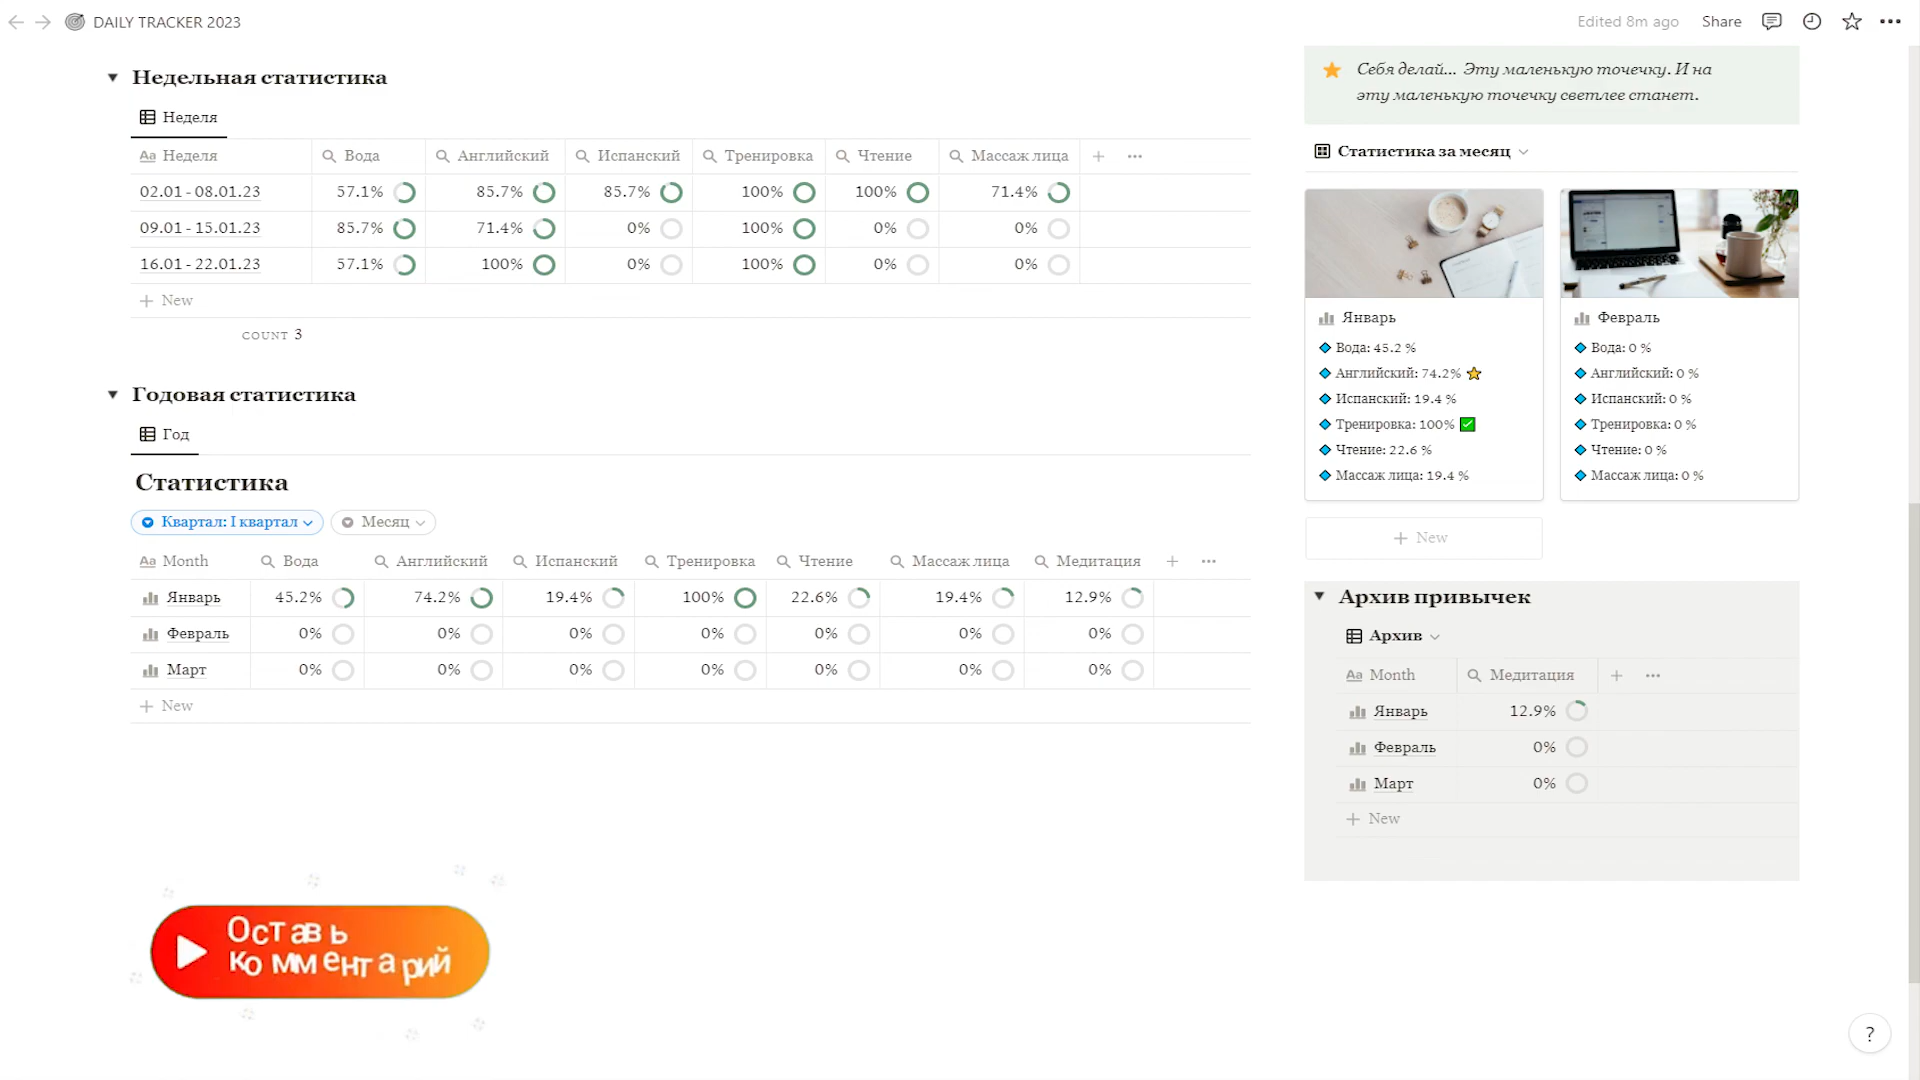 DAILY TRACKER 2023
Edited 8m ago Share
Недельная статистика
Неделя
Aa Неделя Вода Английский Испанский Тренировка Чтение Массаж лица
02.01 - 08.01.23 57.1% 85.7% 85.7% 100% 100% 71.4%
09.01 - 15.01.23 85.7% 71.4% 0% 100% 0% 0%
16.01 - 22.01.23 57.1% 100% 0% 100% 0% 0%
+ New
COUNT 3
Годовая статистика
Год
Статистика
Квартал: I квартал Месяц
Aa Month Вода Английский Испанский Тренировка Чтение Массаж лица Медитация
Январь 45.2% 74.2% 19.4% 100% 22.6% 19.4% 12.9%
Февраль 0% 0% 0% 0% 0% 0% 0%
Март 0% 0% 0% 0% 0% 0% 0%
+ New
Оставь
комментарий
Себя делай... Эту маленькую точечку. И на
эту маленькую точечку светлее станет.
Статистика за месяц
Январь
Вода: 45.2 %
Английский: 74.2%
Испанский: 19.4 %
Тренировка: 100%
Чтение: 22.6 %
Массаж лица: 19.4 %
Февраль
Вода: 0 %
Английский: 0 %
Испанский: 0 %
Тренировка: 0 %
Чтение: 0 %
Массаж лица: 0 %
+ New
Архив привычек
Архив
Aa Month Медитация
Январь 12.9%
Февраль 0%
Март 0%
+ New
?